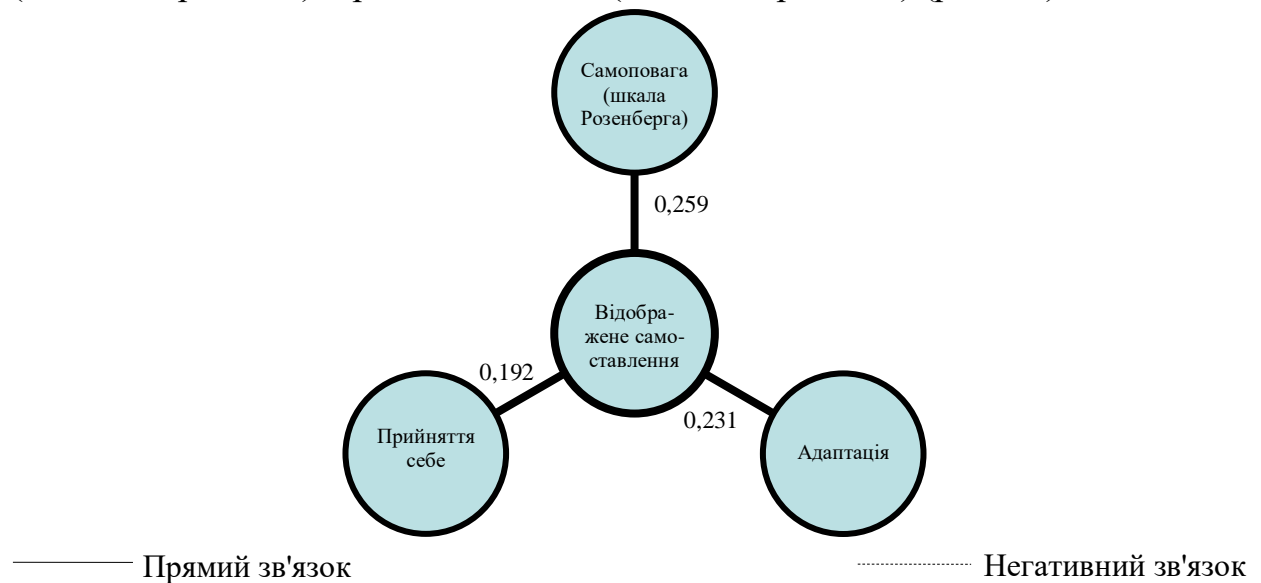 Самоповага
(шкала
Розенберга)
0,259
Відобра-
жене само-
ставлення
0,192
0,231
Прийняття
себе
Адаптація
Прямий зв'язок
Негативний зв'язок